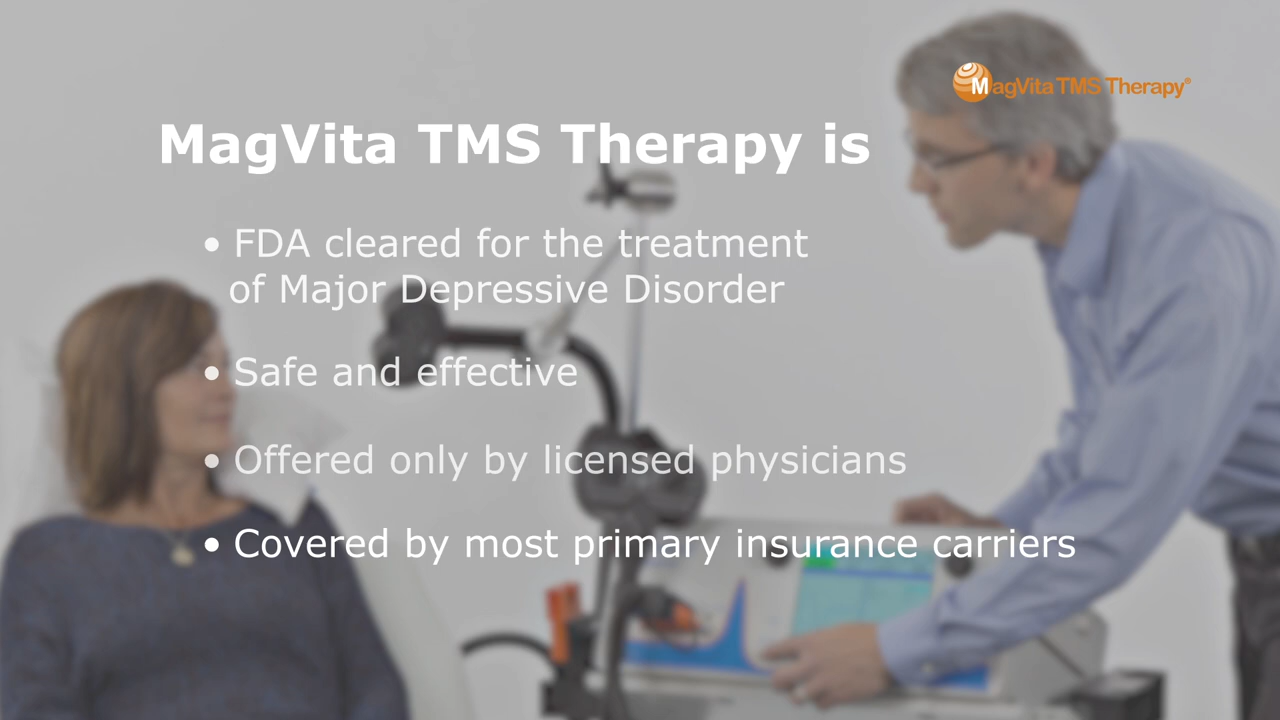 MagVita TMS Therapy®
MagVita TMS Therapy is
• FDA cleared for the treatment
of Major Depressive Disorder
• Safe and effective
• Offered only by licensed physicians
• Covered by most primary insurance carriers